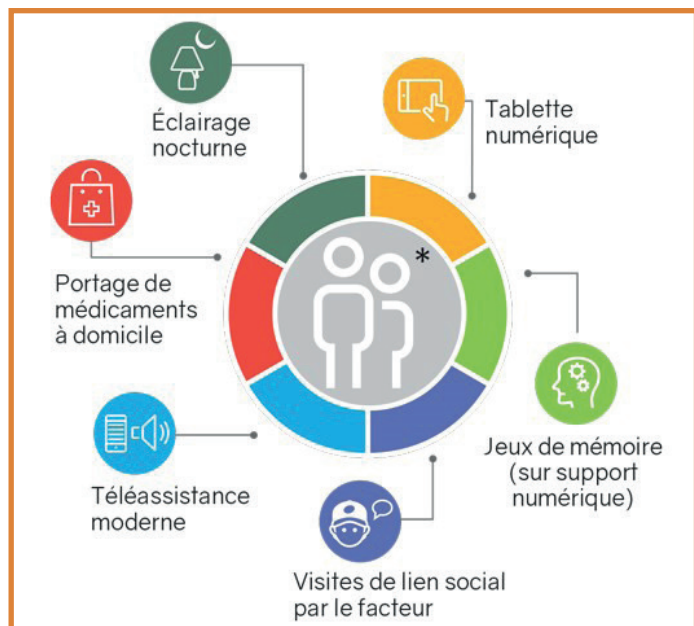 Éclairage
nocturne
Tablette
numérique
Portage de
médicaments
à domicile
*
Jeux de mémoire
(sur support
numérique)
Téléassistance
moderne
Visites de lien social
par le facteur